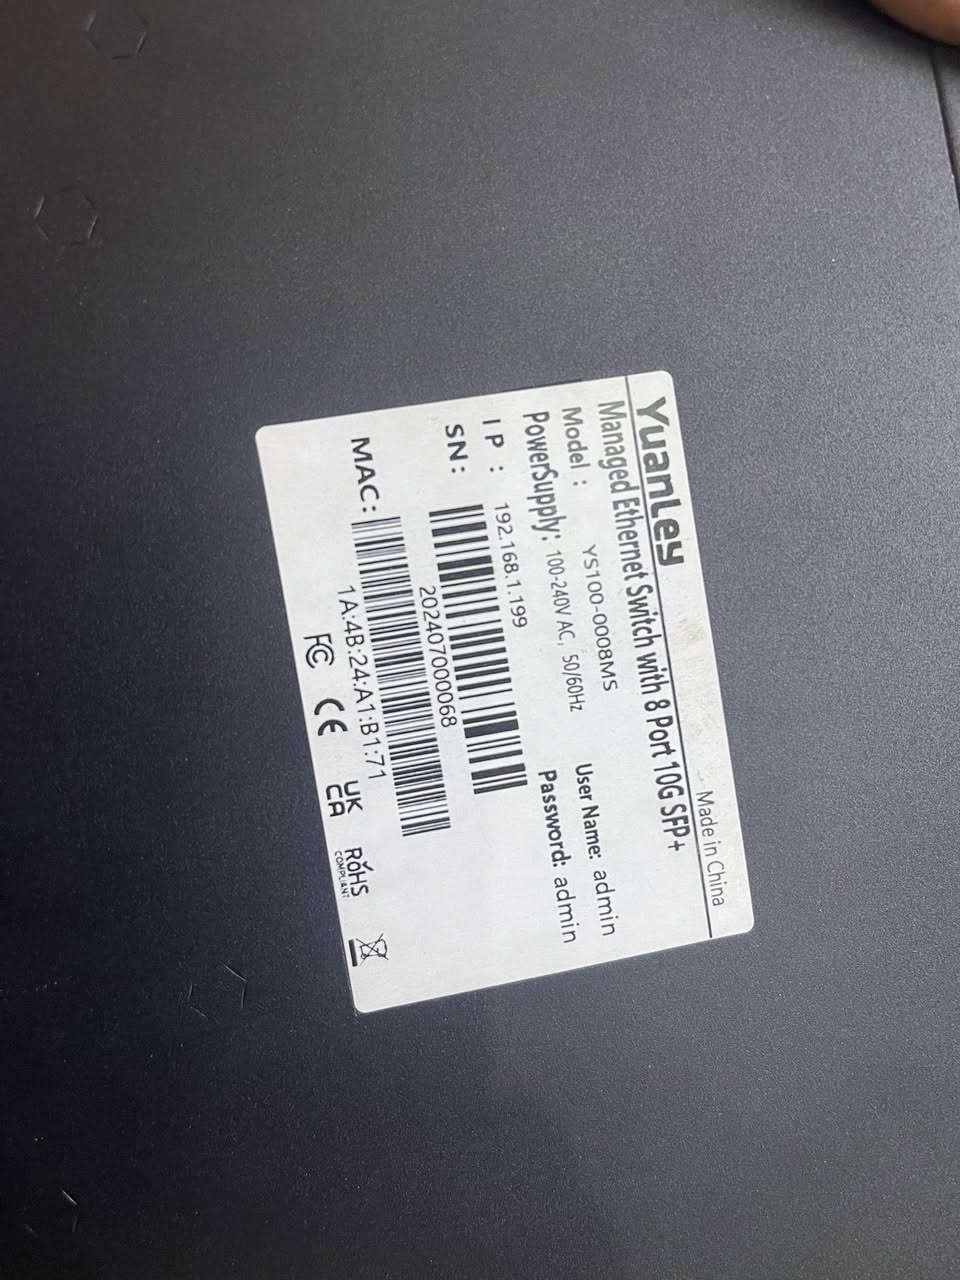 YuanLey
Made in China
Managed Ethernet Switch with 8 Port 10G SFP+
Model : YS100-0008MS
User Name: admin
PowerSupply: 100-240V AC, 50/60Hz
Password: admin
IP : 192.168.1.199
SN:
202407000068
MAC:
1A:4B:24:A1:B1:71
FC CE UK CA RoHS
COMPLIANT